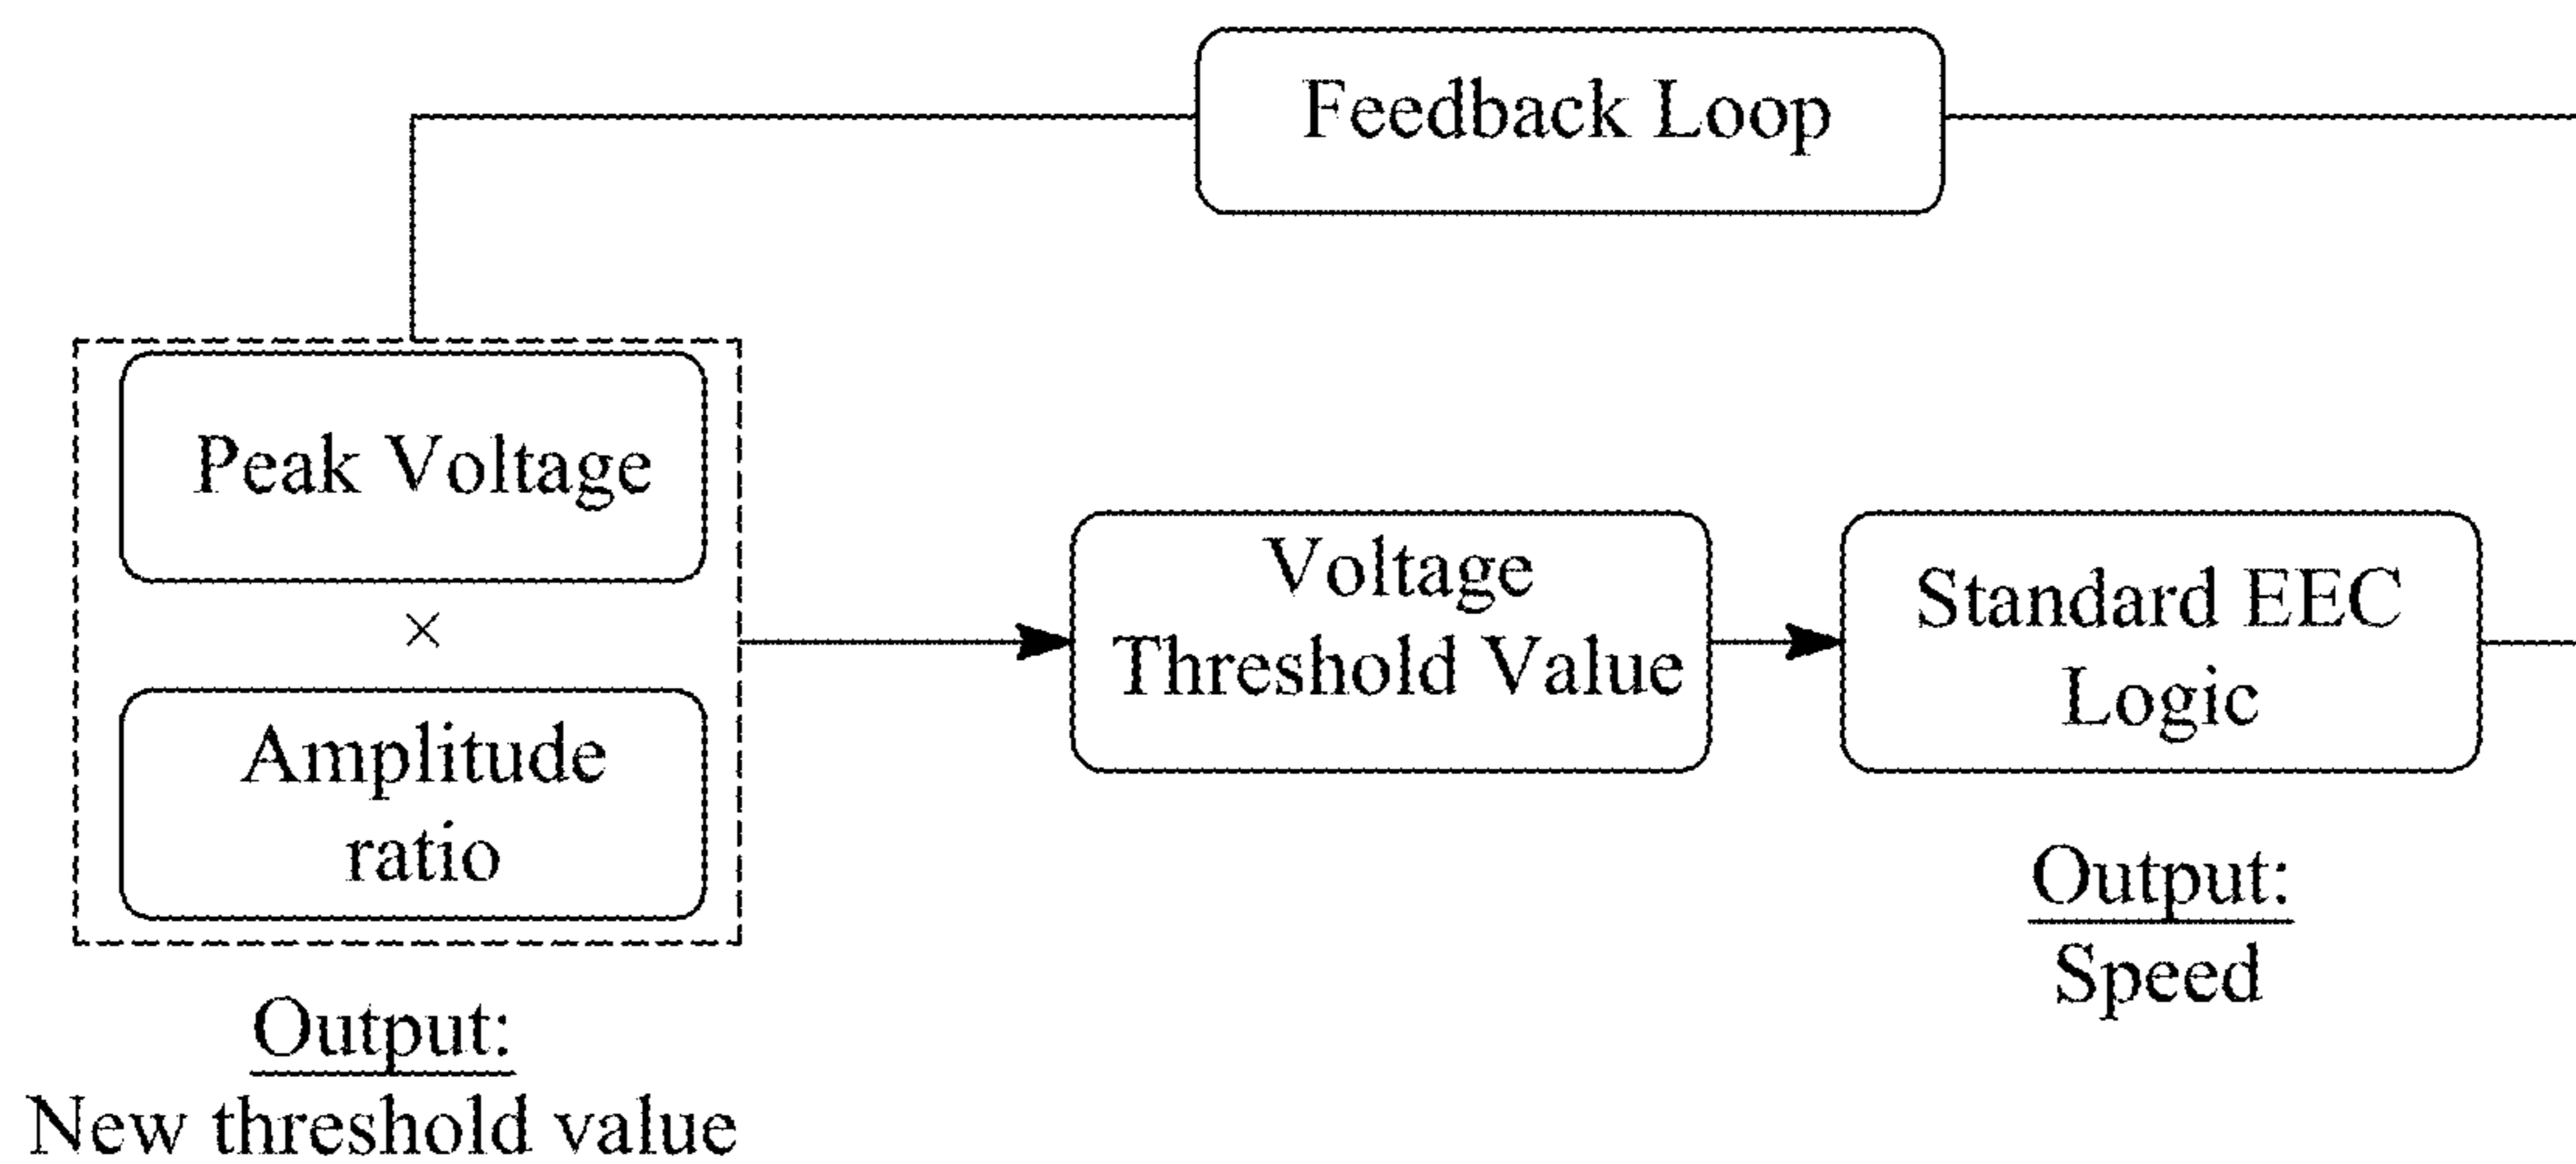 Feedback Loop
Peak Voltage
×
Amplitude
ratio
Output:
New threshold value
Voltage
Threshold Value
Standard EEC
Logic
Output:
Speed